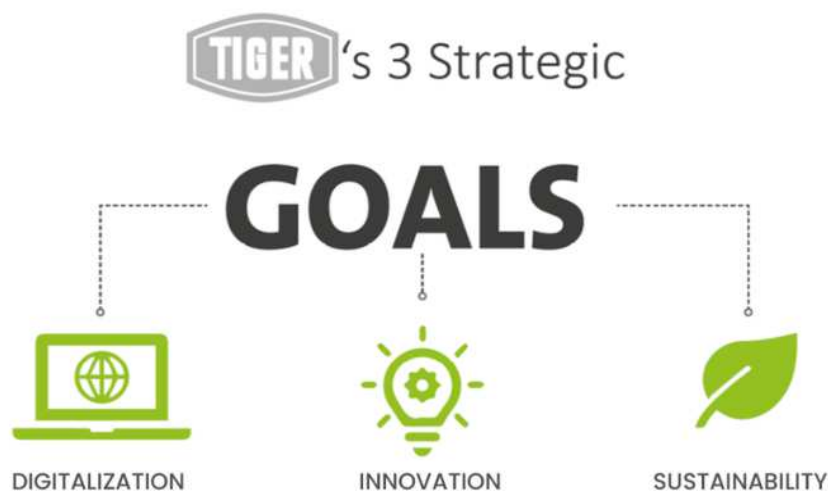 TIGER‘s 3 Strategic
GOALS
DIGITALIZATION
INNOVATION
SUSTAINABILITY